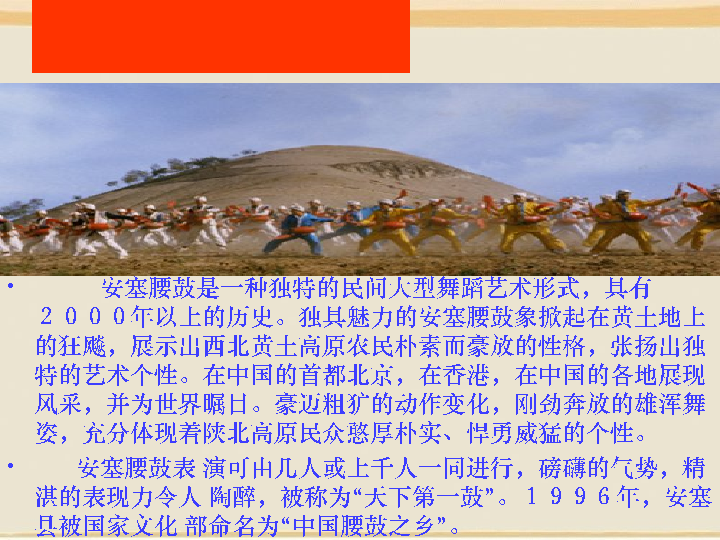 • 安塞腰鼓是一种独特的民间大型舞蹈艺术形式，具有
２０００年以上的历史。独具魅力的安塞腰鼓象掀起在黄土地上
的狂飚，展示出西北黄土高原农民朴素而豪放的性格，张扬出独
特的艺术个性。在中国的首都北京，在香港，在中国的各地展现
风采，并为世界瞩目。豪迈粗犷的动作变化，刚劲奔放的雄浑舞
姿，充分体现着陕北高原民众憨厚朴实、悍勇威猛的个性。
• 安塞腰鼓表 演可由几人或上千人一同进行，磅礴的气势，精
湛的表现力令人 陶醉，被称为“天下第一鼓”。１９９６年，安塞
县被国家文化 部命名为“中国腰鼓之乡”。